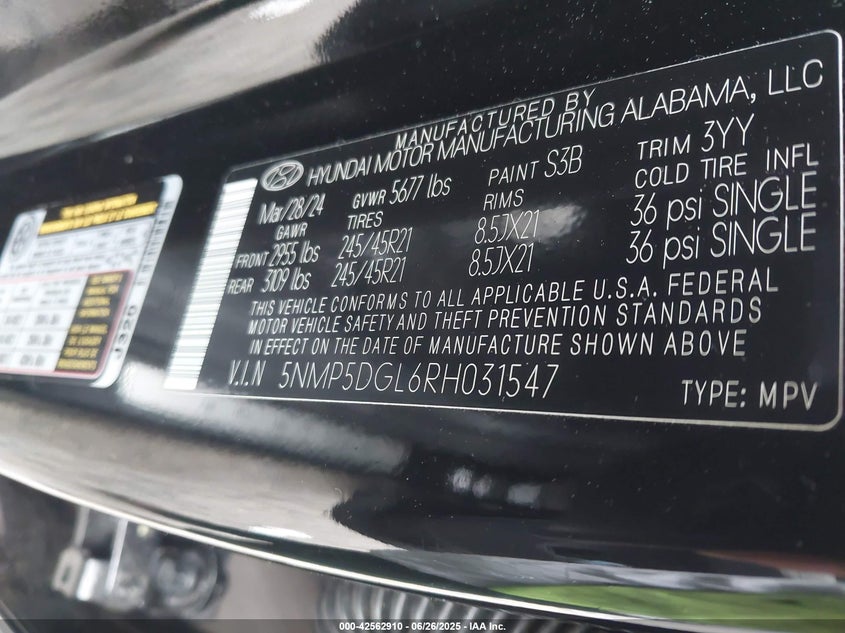 MANUFACTURED BY
HYUNDAI MOTOR MANUFACTURING ALABAMA, LLC
Mar/28/24 GVWR 5677 lbs PAINT S3B TRIM 3YY
GAWR TIRES RIMS COLD TIRE INFL
FRONT 2955 lbs 245/45R21 8.5JX21 36 psi SINGLE
REAR 3109 lbs 245/45R21 8.5JX21 36 psi SINGLE
THIS VEHICLE CONFORMS TO ALL APPLICABLE U.S.A. FEDERAL
MOTOR VEHICLE SAFETY AND THEFT PREVENTION STANDARDS
IN EFFECT ON THE DATE OF MANUFACTURE SHOWN ABOVE
V.I.N 5NMP5DGL6RH031547 TYPE: MPV
000-42562910 - 06/26/2025 - IAA Inc.